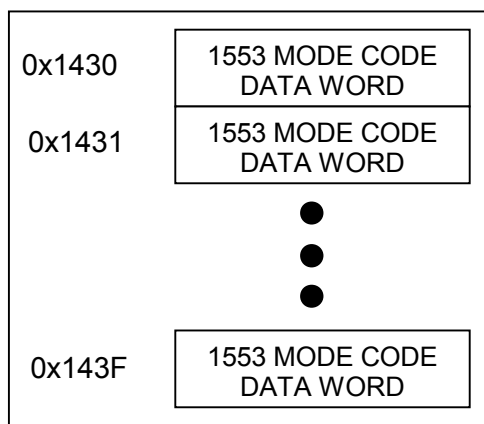 0x1430
1553 MODE CODE
DATA WORD
0x1431
1553 MODE CODE
DATA WORD
0x143F
1553 MODE CODE
DATA WORD